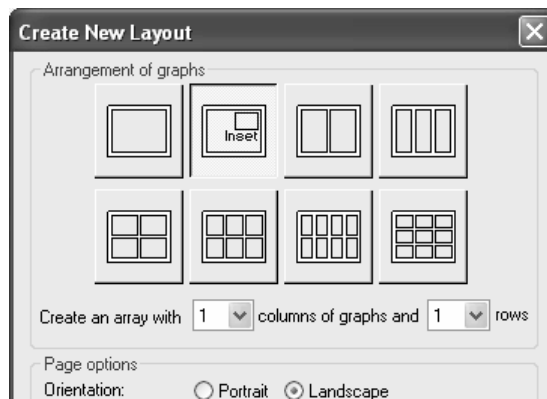 Create New Layout
Arrangement of graphs
Inset
Create an array with 1 columns of graphs and 1 rows
Page options
Orientation: Portrait Landscape